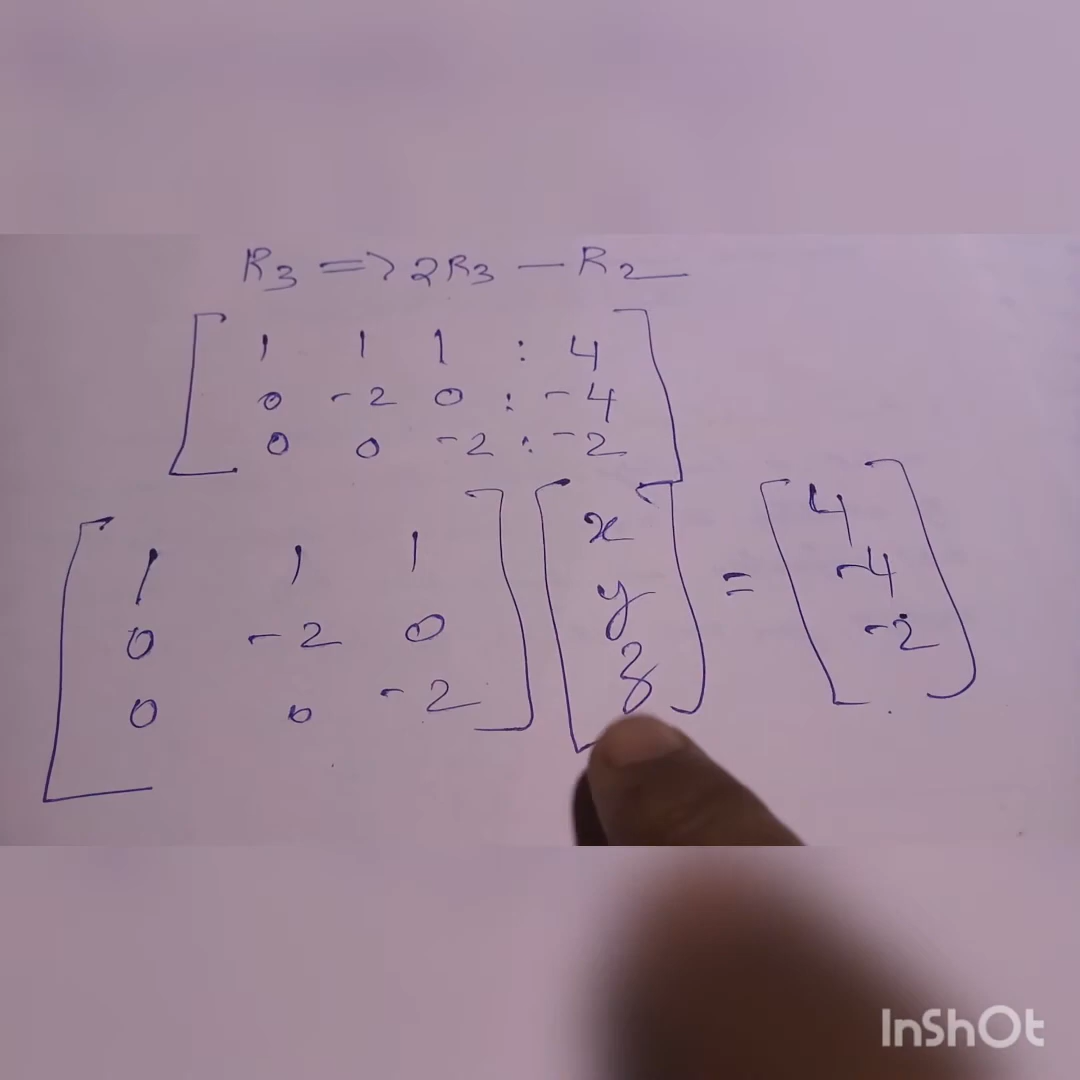 R3 => 2R3 - R2
1 1 1 : 4
0 -2 0 : -4
0 0 -2 : -2
1 1 1 x 4
0 -2 0 y = -4
0 0 -2 z -2
InShOt